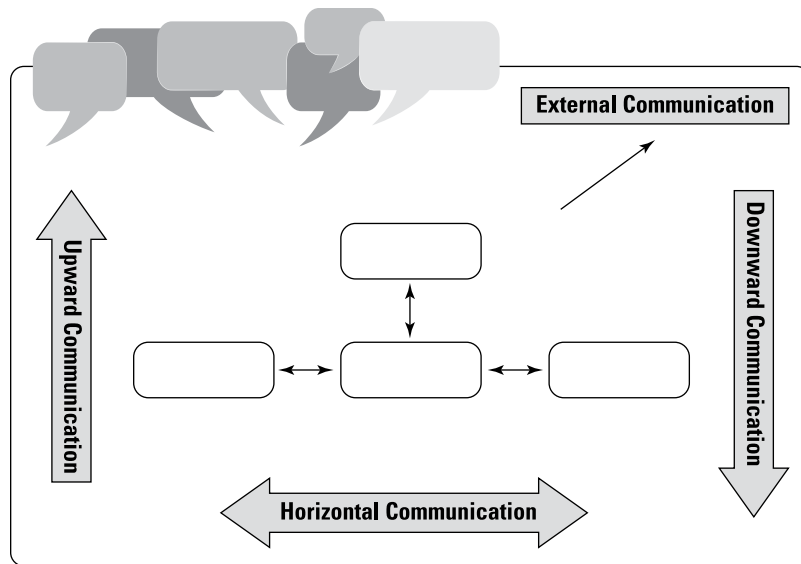 External Communication
Upward Communication
Downward Communication
Horizontal Communication